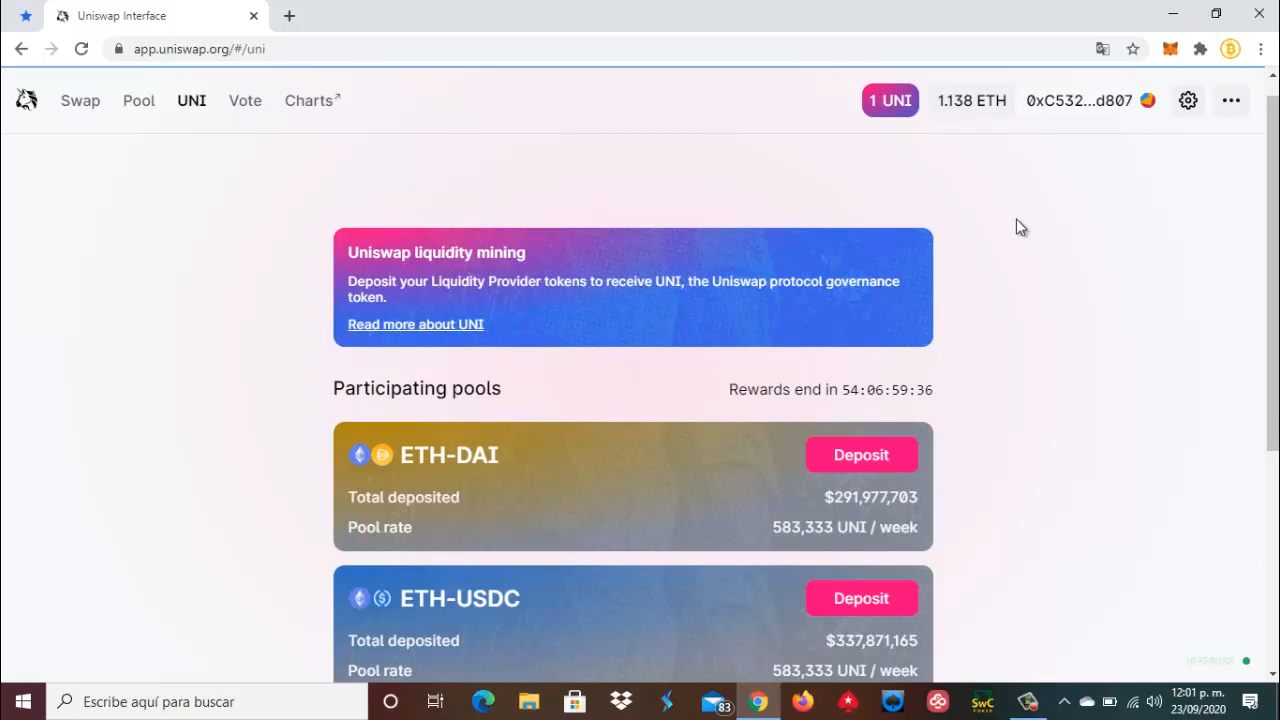 Uniswap Interface
app.uniswap.org/#/uni
Swap Pool UNI Vote Charts↗ 1 UNI 1.138 ETH 0xC532...d807
Uniswap liquidity mining
Deposit your Liquidity Provider tokens to receive UNI, the Uniswap protocol governance
token.
Read more about UNI
Participating pools Rewards end in 54:06:59:36
ETH-DAI Deposit
Total deposited $291,977,703
Pool rate 583,333 UNI / week
ETH-USDC Deposit
Total deposited $337,871,165
Pool rate 583,333 UNI / week
Escribe aquí para buscar
83
SwC
12:01 p. m.
23/09/2020